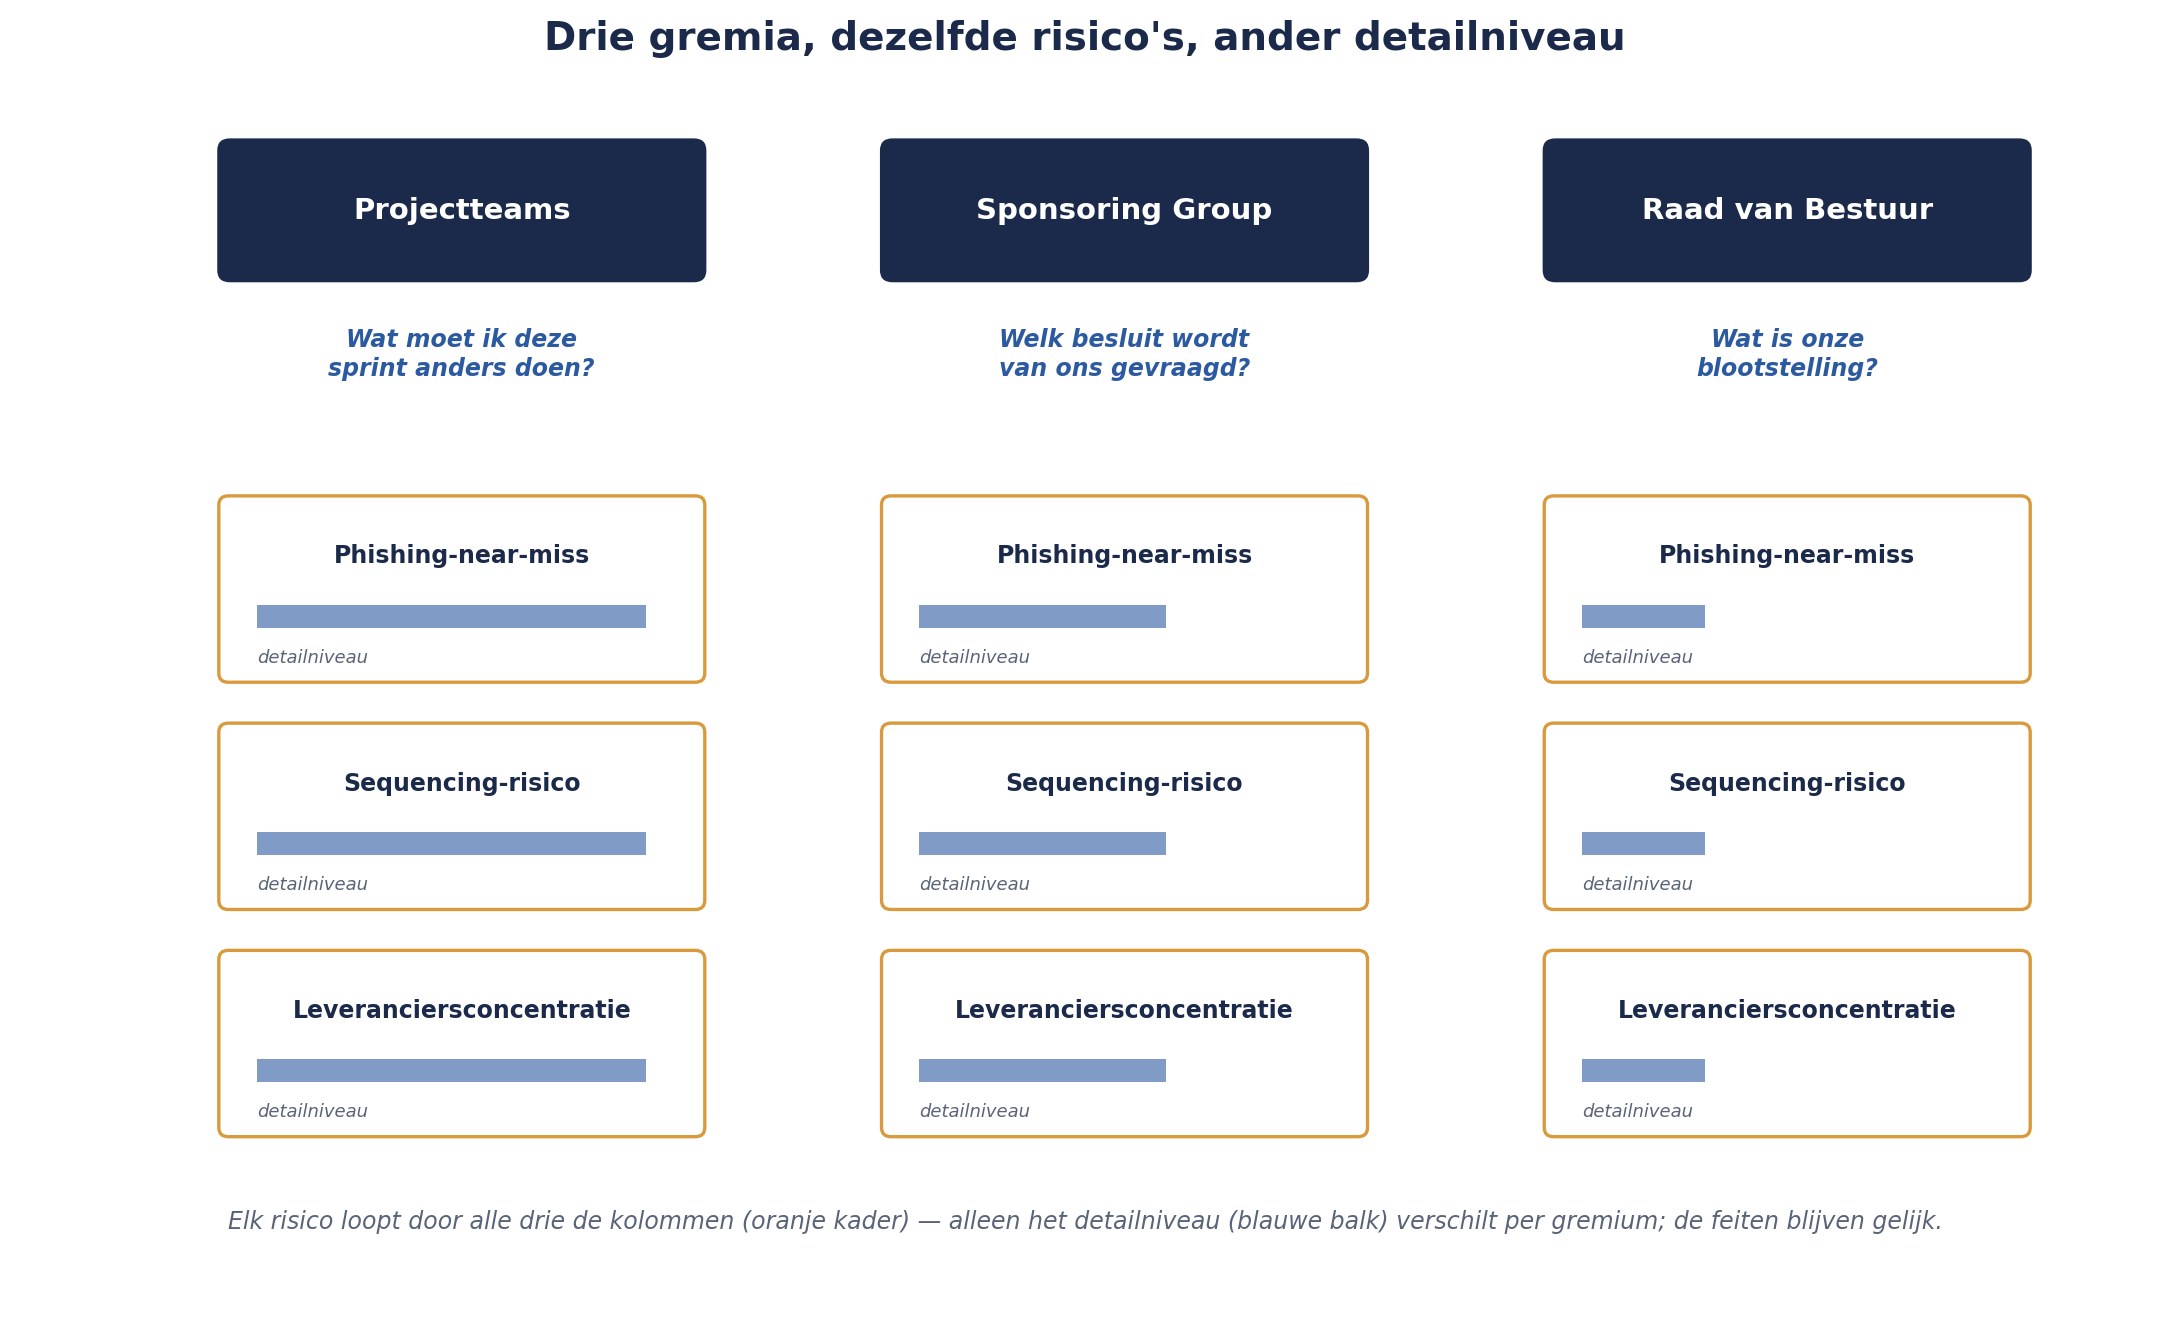 Drie gremia, dezelfde risico's, ander detailniveau
Projectteams
Sponsoring Group
Raad van Bestuur
Wat moet ik deze
sprint anders doen?
Welk besluit wordt
van ons gevraagd?
Wat is onze
blootstelling?
Phishing-near-miss
detailniveau
Phishing-near-miss
detailniveau
Phishing-near-miss
detailniveau
Sequencing-risico
detailniveau
Sequencing-risico
detailniveau
Sequencing-risico
detailniveau
Leveranciersconcentratie
detailniveau
Leveranciersconcentratie
detailniveau
Leveranciersconcentratie
detailniveau
Elk risico loopt door alle drie de kolommen (oranje kader) — alleen het detailniveau (blauwe balk) verschilt per gremium; de feiten blijven gelijk.